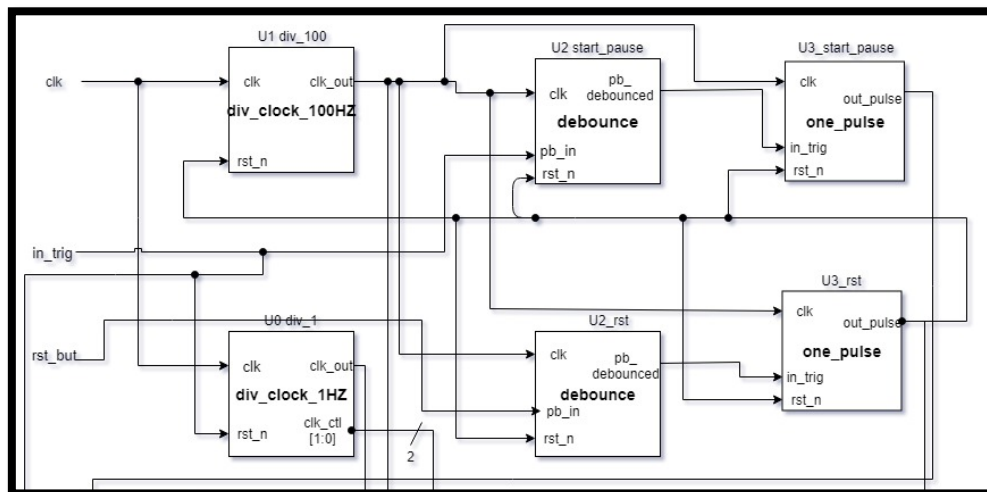 U1 div_100
clk
clk_out
div_clock_100HZ
rst_n
U2 start_pause
clk
pb_
debounced
debounce
pb_in
rst_n
U3_start_pause
clk
out_pulse
one_pulse
in_trig
rst_n
clk
in_trig
rst_but
U0 div_1
clk
clk_out
div_clock_1HZ
clk_ctl
[1:0]
rst_n
2
U2_rst
clk
pb_
debounced
debounce
pb_in
rst_n
U3_rst
clk
out_pulse
one_pulse
in_trig
rst_n